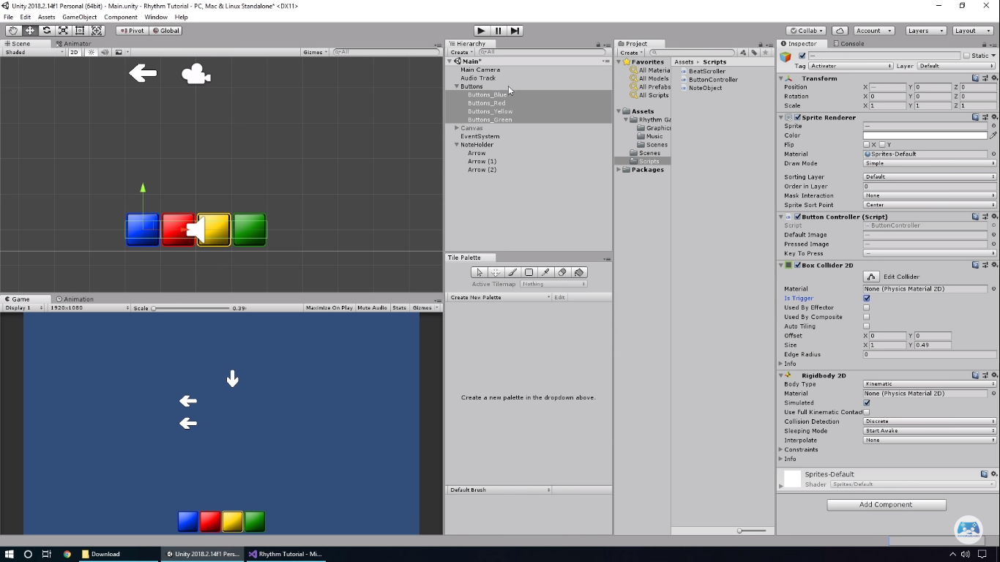 Unity 2018.2.14f1 Personal (64bit) - Main.unity - Rhythm Tutorial - PC, Mac & Linux Standalone* <DX11>
File Edit Assets GameObject Component Window Help
Pivot Global Collab Account Layers Layout
Scene Animator
Shaded 2D Gizmos All
Hierarchy
Create All
Main*
Main Camera
Audio Track
Buttons
Buttons_Blue
Buttons_Red
Buttons_Yellow
Buttons_Green
Canvas
EventSystem
NoteHolder
Arrow
Arrow (1)
Arrow (2)
Tile Palette
Active Tilemap Nothing
Create New Palette Edit
Create a new palette in the dropdown above.
Default Brush
Project
Create
Favorites
All Materia
All Models
All Prefabs
All Scripts
Assets
Rhythm Ga
Graphics
Music
Scenes
Scenes
Scripts
Packages
Assets Scripts
BeatScroller
ButtonController
NoteObject
Inspector Console
— Static
Tag Activator Layer Default
Transform
Position X — Y 0 Z 0
Rotation X 0 Y 0 Z 0
Scale X 1 Y 1 Z 1
Sprite Renderer
Sprite —
Color
Flip X Y
Material Sprites-Default
Draw Mode Simple
Sorting Layer Default
Order in Layer 0
Mask Interaction None
Sprite Sort Point Center
Button Controller (Script)
Script ButtonController
Default Image —
Pressed Image —
Key To Press —
Box Collider 2D
Edit Collider
Material None (Physics Material 2D)
Is Trigger
Used By Effector
Used By Composite
Auto Tiling
Offset X 0 Y 0
Size X 1 Y 0.49
Edge Radius 0
Info
Rigidbody 2D
Body Type Kinematic
Material None (Physics Material 2D)
Simulated
Use Full Kinematic Contac
Collision Detection Discrete
Sleeping Mode Start Awake
Interpolate None
Constraints
Info
Sprites-Default
Shader Sprites/Default
Add Component
Game Animation
Display 1 1920x1080 Scale 0.39 Maximize On Play Mute Audio Stats Gizmos
Download Unity 2018.2.14f1 Pers... Rhythm Tutorial - Mi...